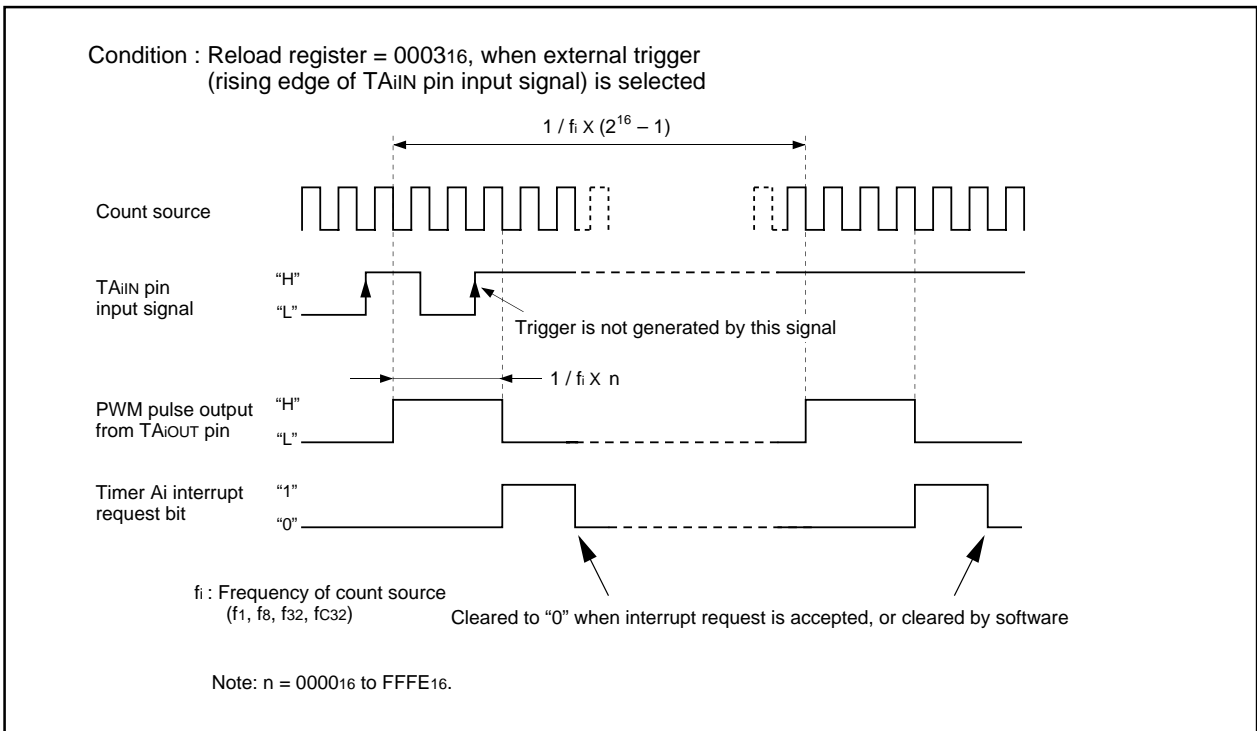 Condition : Reload register = 000316, when external trigger
(rising edge of TAiIN pin input signal) is selected
1 / fi X (2^16 – 1)
Count source
TAiIN pin
input signal
“H”
“L”
Trigger is not generated by this signal
1 / fi X n
PWM pulse output
from TAiOUT pin
“H”
“L”
Timer Ai interrupt
request bit
“1”
“0”
fi : Frequency of count source
(f1, f8, f32, fC32)
Cleared to “0” when interrupt request is accepted, or cleared by software
Note: n = 000016 to FFFE16.